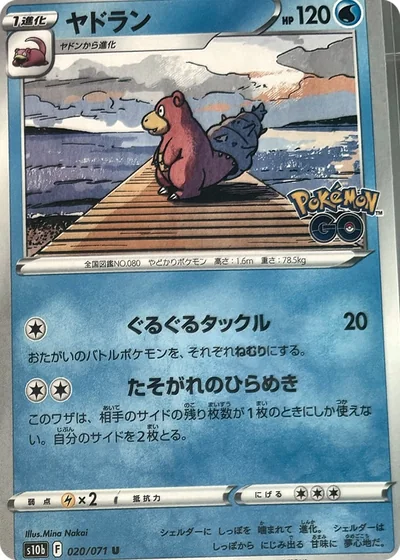 1進化 ヤドラン HP120
ヤドンから進化
Pokémon
GO
全国図鑑NO.080 やどかりポケモン 高さ：1.6m 重さ：78.5kg
ぐるぐるタックル 20
おたがいのバトルポケモンを、それぞれねむりにする。
たそがれのひらめき
このワザは、相手のサイドの残り枚数が1枚のときにしか使えな
い。自分のサイドを2枚とる。
弱点 ×2 抵抗力 にげる
Illus.Mina Nakai
s10b F 020/071 U
シェルダーに しっぽを 噛まれて 進化。 シェルダーが
しっぽから にじみ出る 甘味に 夢心地だ。